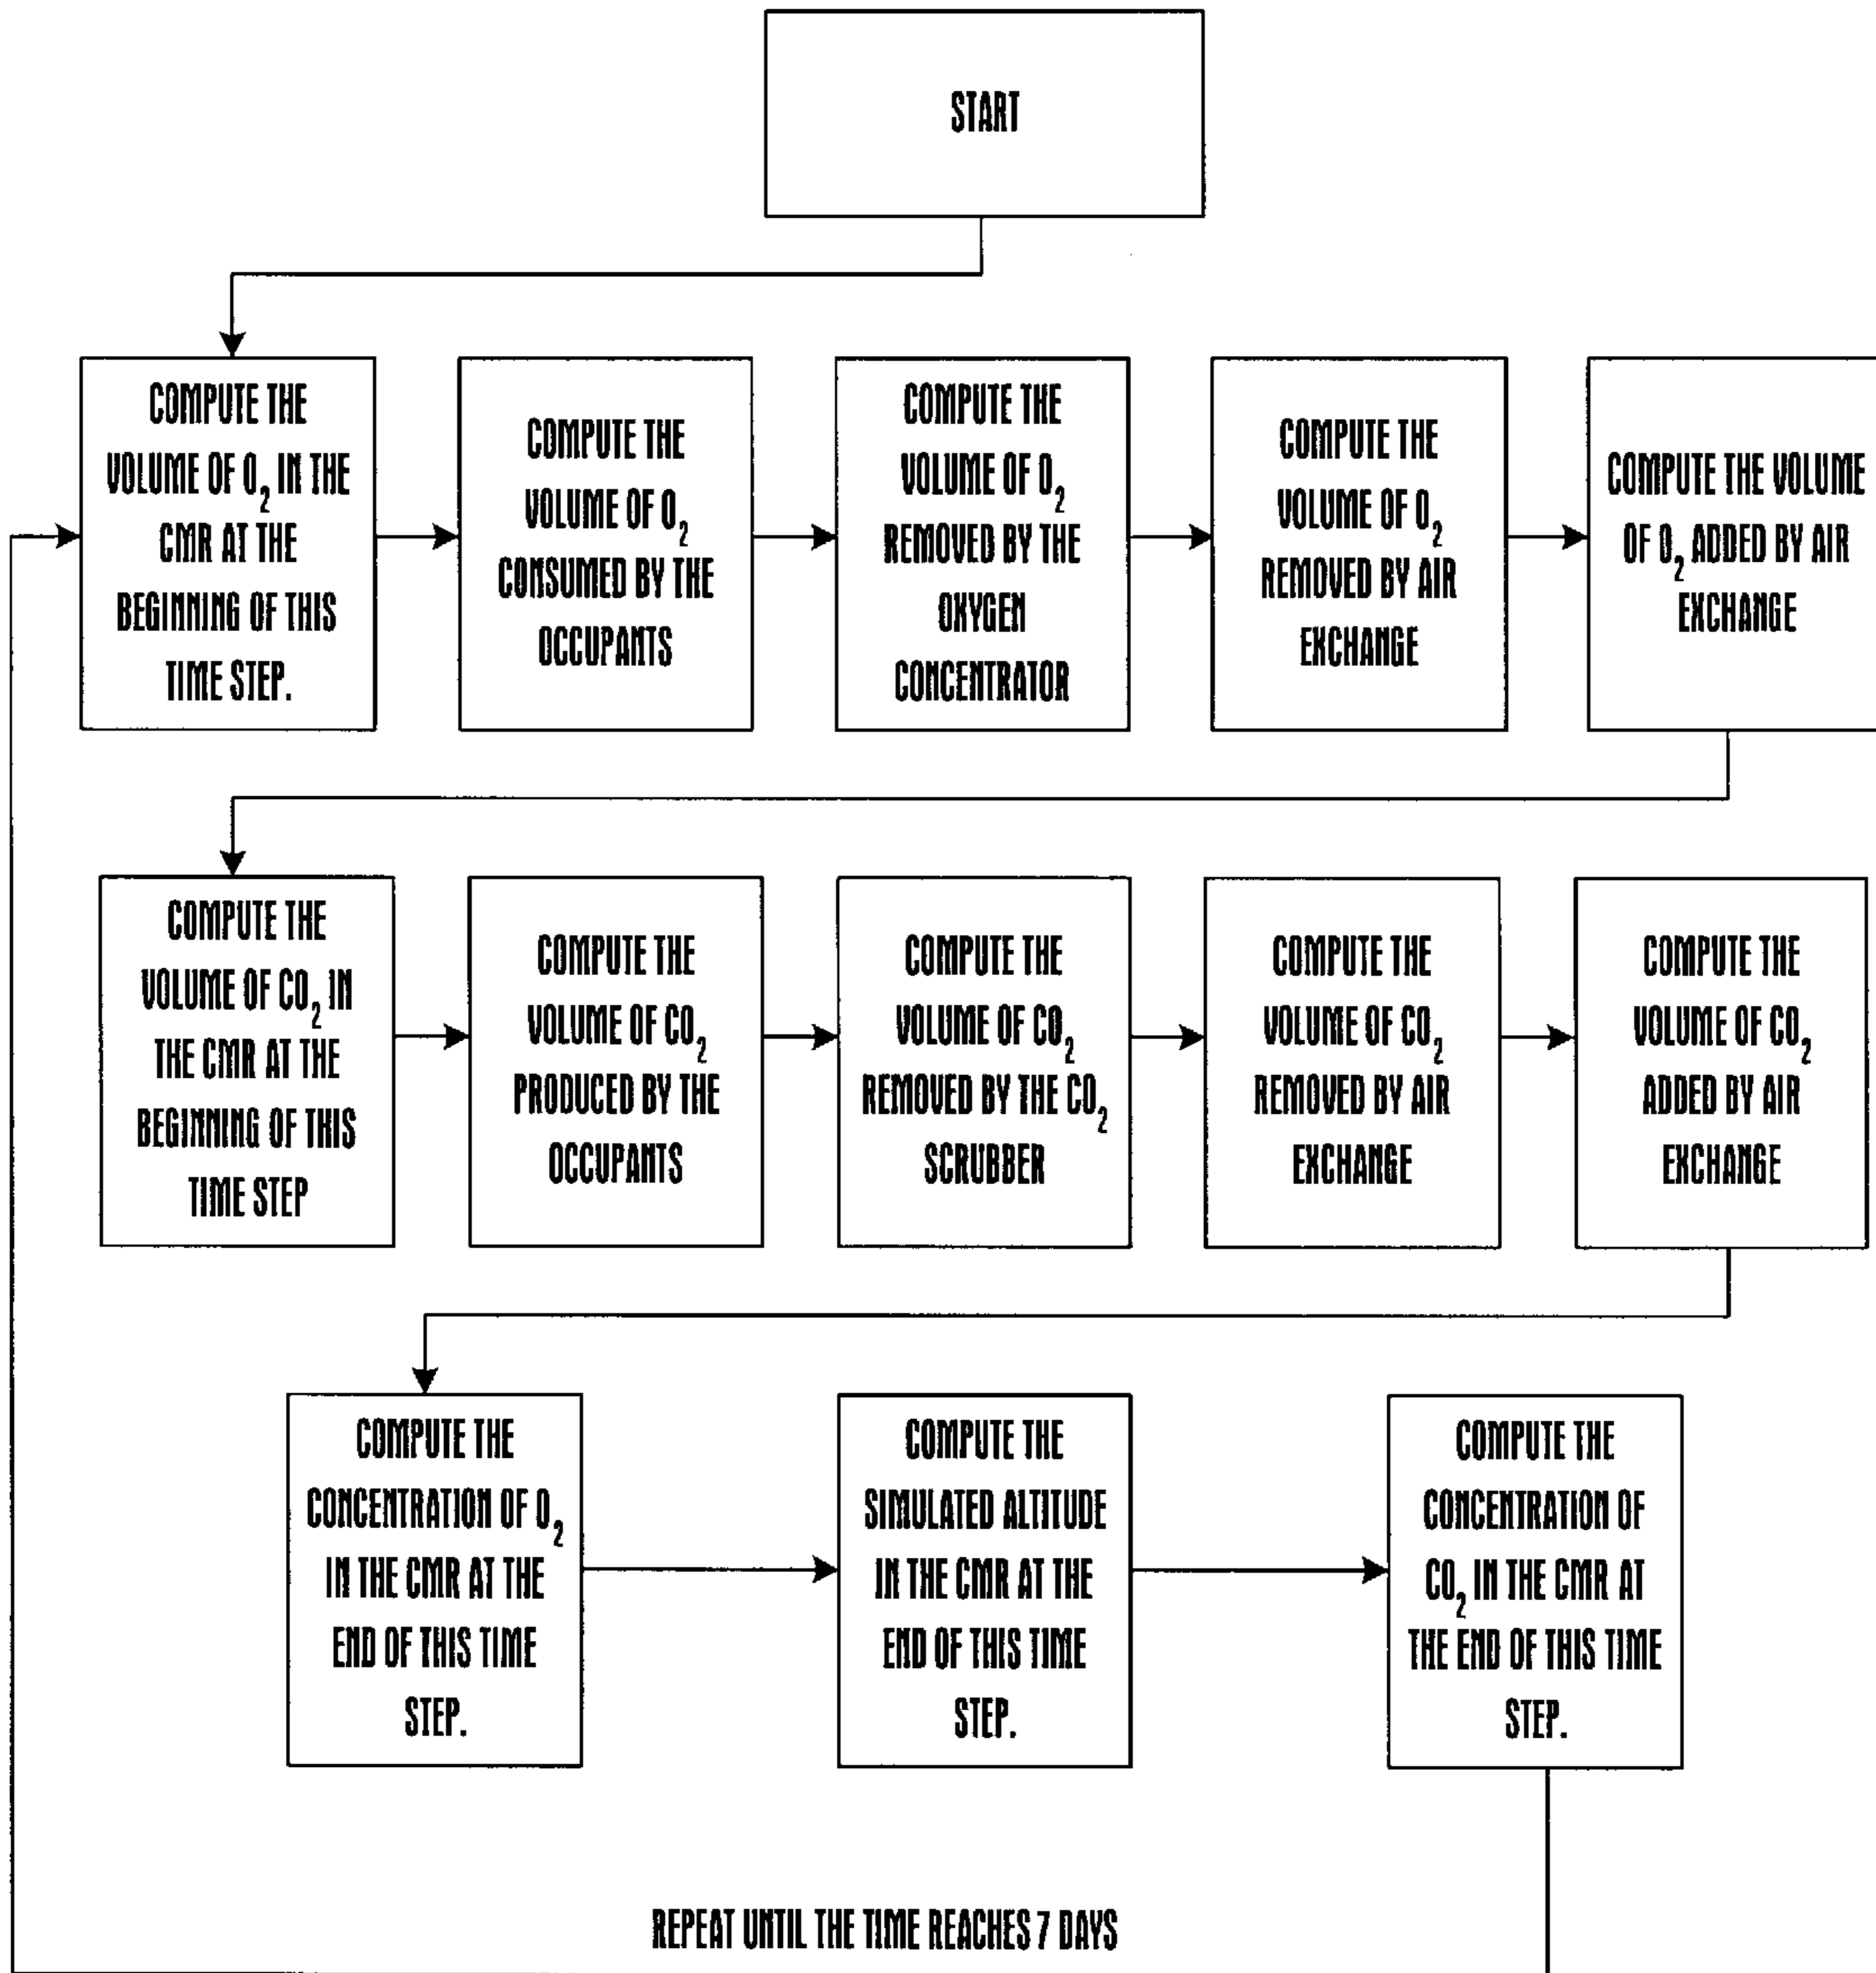 START
COMPUTE THE
VOLUME OF O₂ IN THE
CMR AT THE
BEGINNING OF THIS
TIME STEP.
COMPUTE THE
VOLUME OF O₂
CONSUMED BY THE
OCCUPANTS
COMPUTE THE
VOLUME OF O₂
REMOVED BY THE
OXYGEN
CONCENTRATOR
COMPUTE THE
VOLUME OF O₂
REMOVED BY AIR
EXCHANGE
COMPUTE THE VOLUME
OF O₂ ADDED BY AIR
EXCHANGE
COMPUTE THE
VOLUME OF CO₂ IN
THE CMR AT THE
BEGINNING OF THIS
TIME STEP
COMPUTE THE
VOLUME OF CO₂
PRODUCED BY THE
OCCUPANTS
COMPUTE THE
VOLUME OF CO₂
REMOVED BY THE CO₂
SCRUBBER
COMPUTE THE
VOLUME OF CO₂
REMOVED BY AIR
EXCHANGE
COMPUTE THE
VOLUME OF CO₂
ADDED BY AIR
EXCHANGE
COMPUTE THE
CONCENTRATION OF O₂
IN THE CMR AT THE
END OF THIS TIME
STEP.
COMPUTE THE
SIMULATED ALTITUDE
IN THE CMR AT THE
END OF THIS TIME
STEP.
COMPUTE THE
CONCENTRATION OF
CO₂ IN THE CMR AT
THE END OF THIS TIME
STEP.
REPEAT UNTIL THE TIME REACHES 7 DAYS